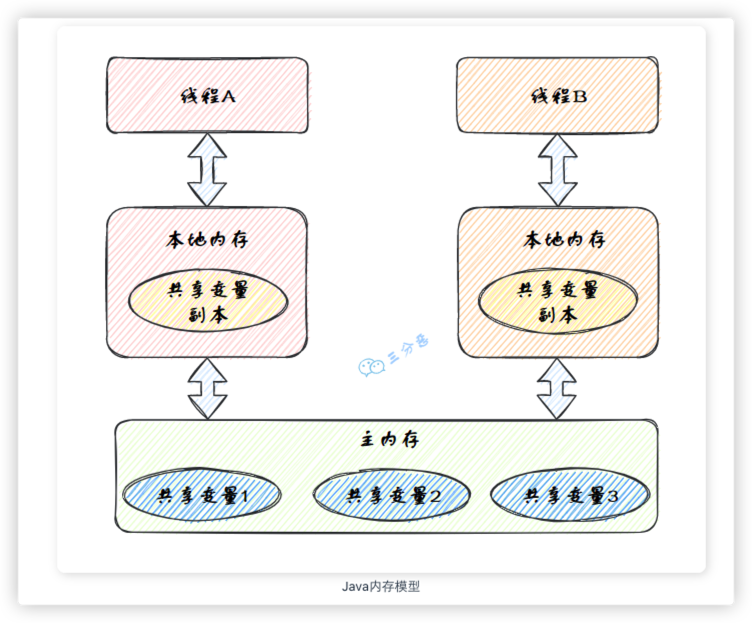 线程A
线程B
本地内存
本地内存
共享变量
副本
共享变量
副本
三分恶
主内存
共享变量1
共享变量2
共享变量3
Java内存模型